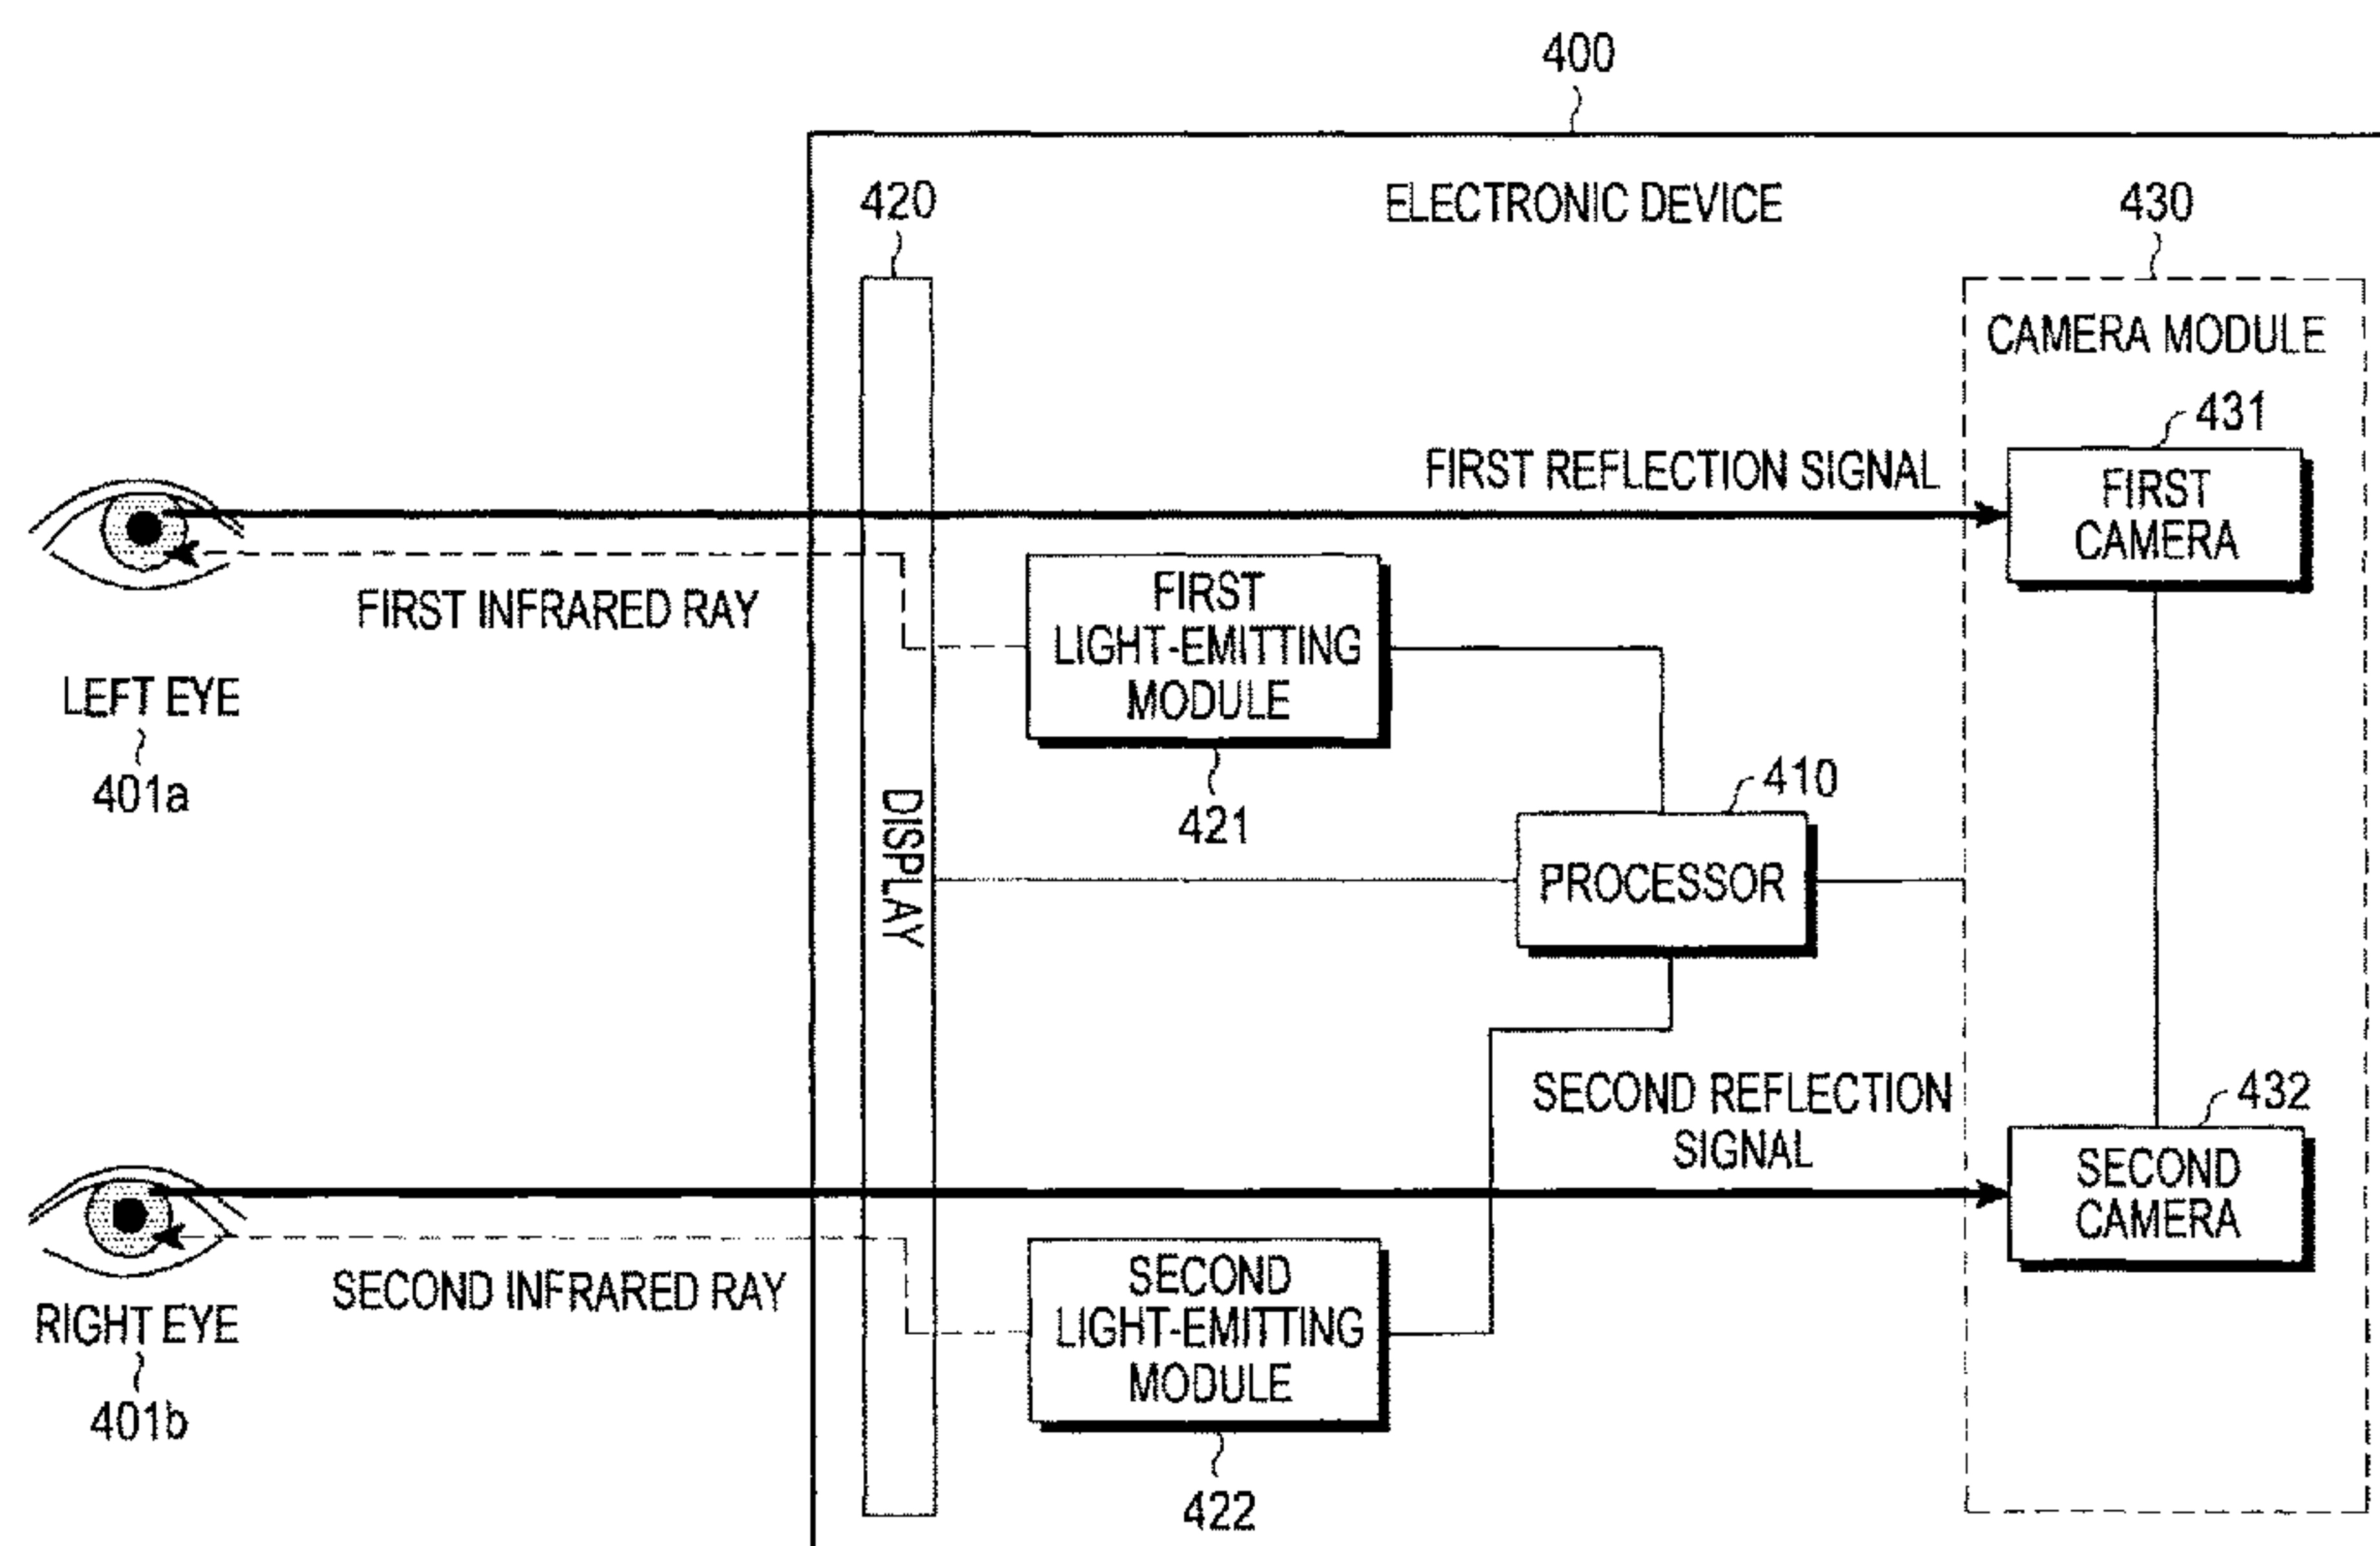 400
ELECTRONIC DEVICE
420
430
CAMERA MODULE
431
FIRST
CAMERA
FIRST REFLECTION SIGNAL
FIRST INFRARED RAY
FIRST
LIGHT-EMITTING
MODULE
421
LEFT EYE
401a
DISPLAY
410
PROCESSOR
SECOND REFLECTION
SIGNAL
432
SECOND
CAMERA
SECOND INFRARED RAY
SECOND
LIGHT-EMITTING
MODULE
422
RIGHT EYE
401b